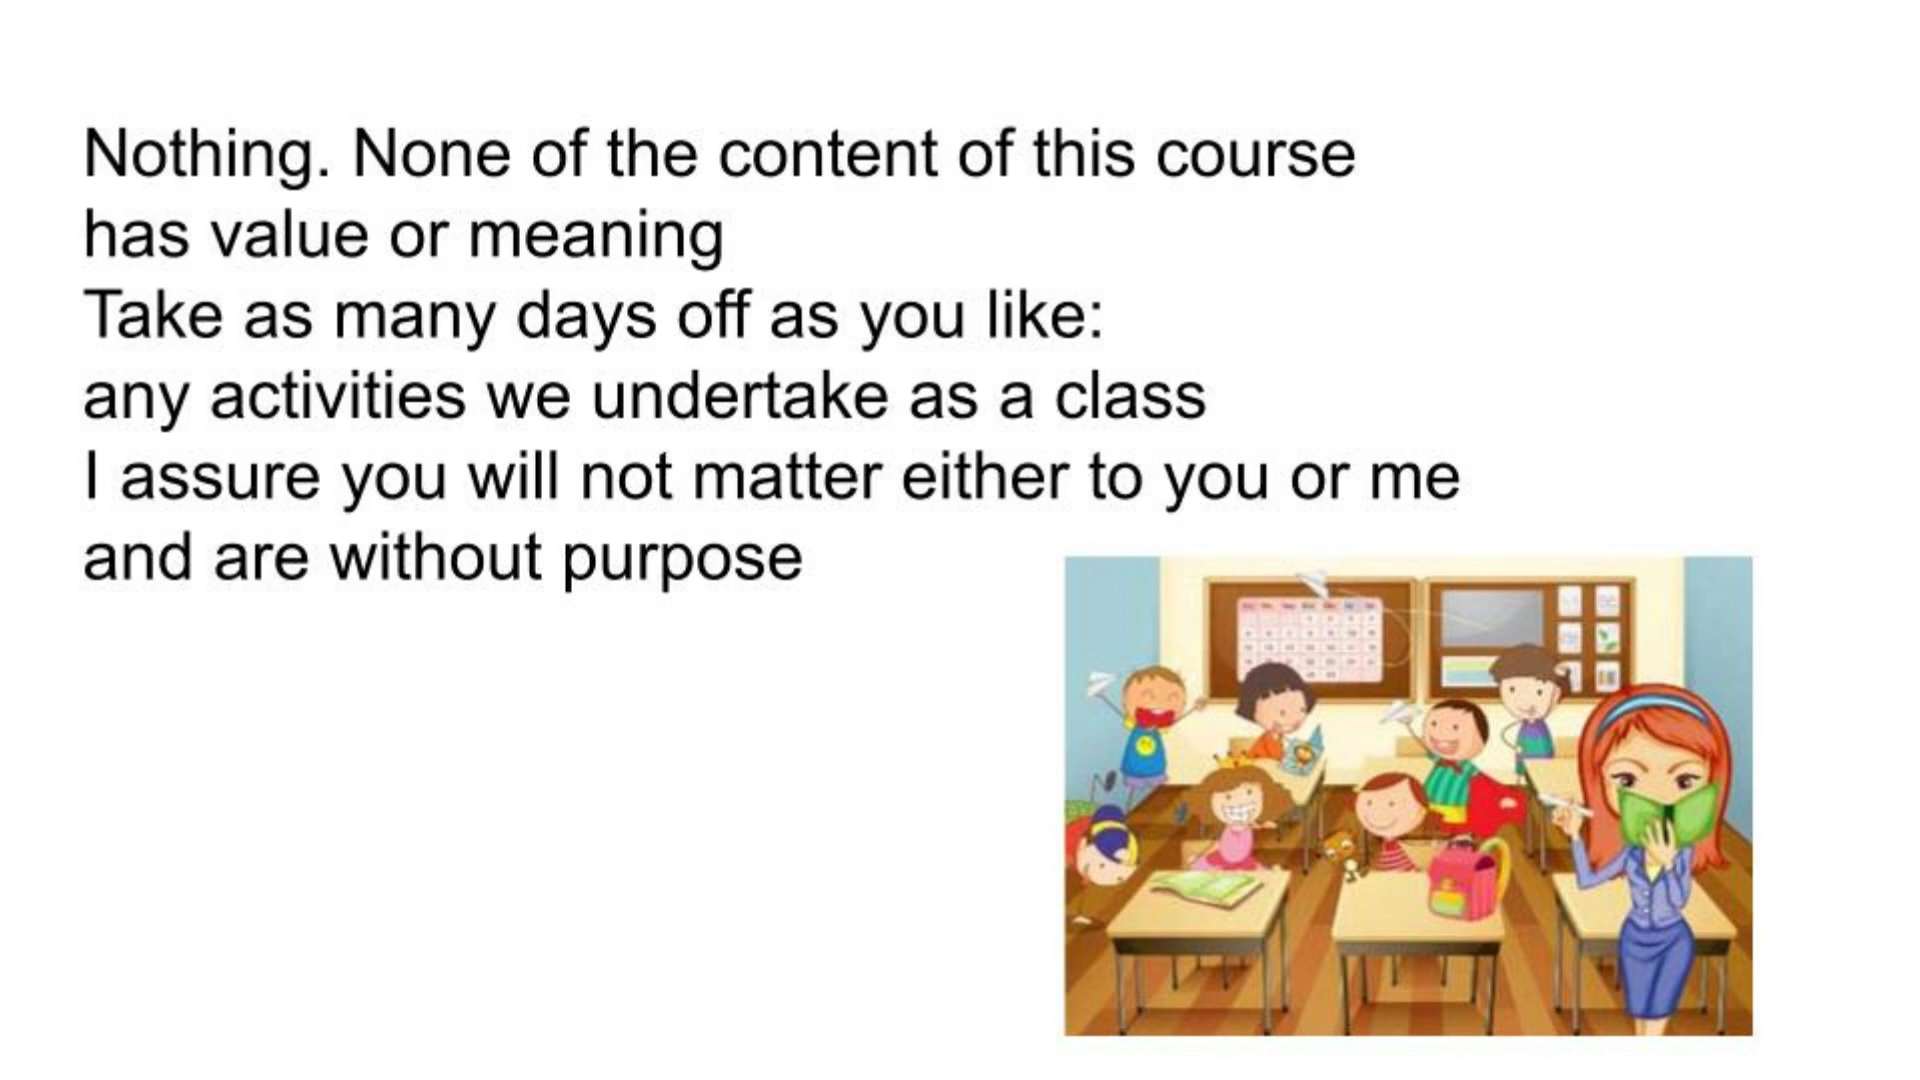 Nothing. None of the content of this course
has value or meaning
Take as many days off as you like:
any activities we undertake as a class
I assure you will not matter either to you or me
and are without purpose